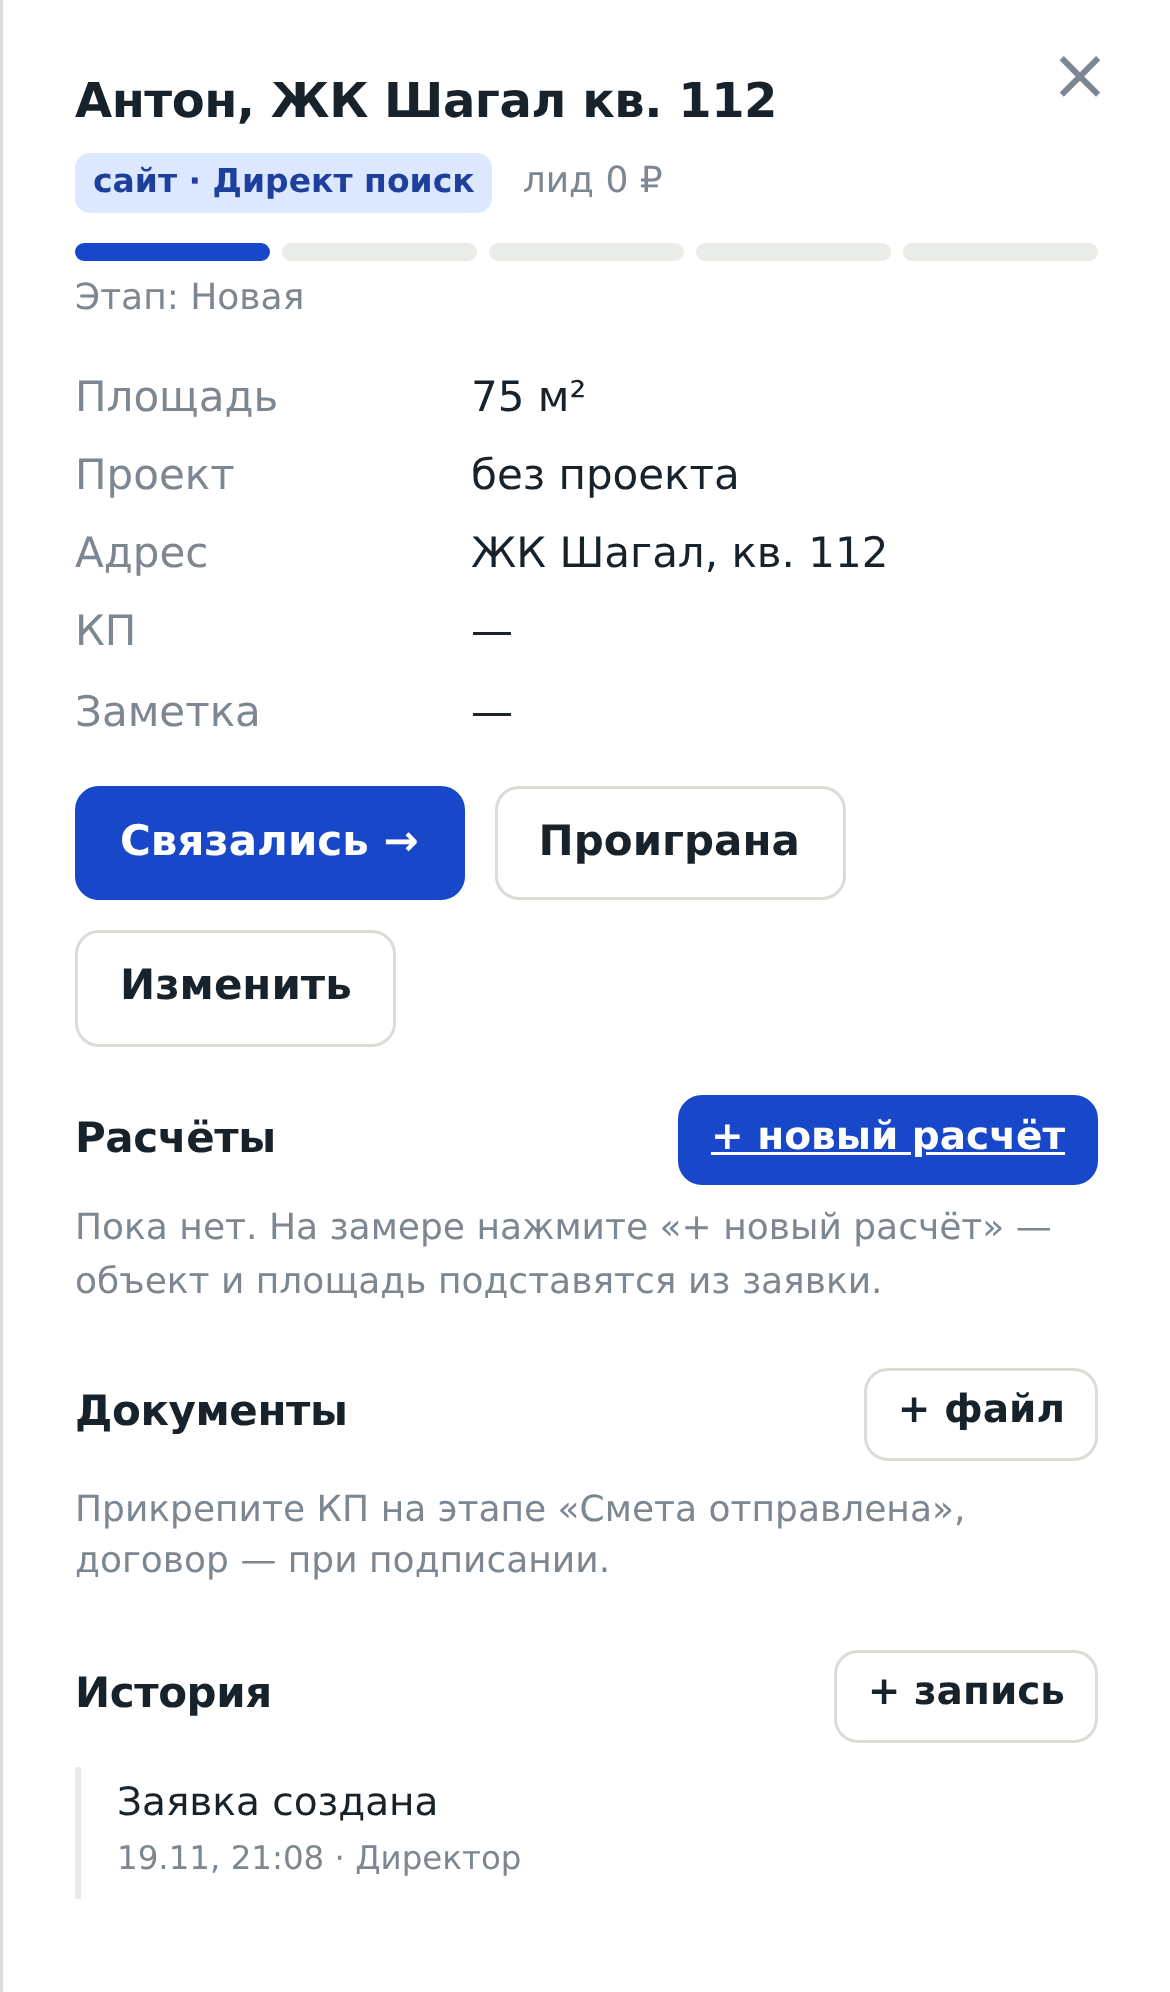 Антон, ЖК Шагал кв. 112
сайт · Директ поиск лид 0 ₽
Этап: Новая
Площадь 75 м²
Проект без проекта
Адрес ЖК Шагал, кв. 112
КП —
Заметка —
Связались → Проиграна
Изменить
Расчёты + новый расчёт
Пока нет. На замере нажмите «+ новый расчёт» —
объект и площадь подставятся из заявки.
Документы + файл
Прикрепите КП на этапе «Смета отправлена»,
договор — при подписании.
История + запись
Заявка создана
19.11, 21:08 · Директор